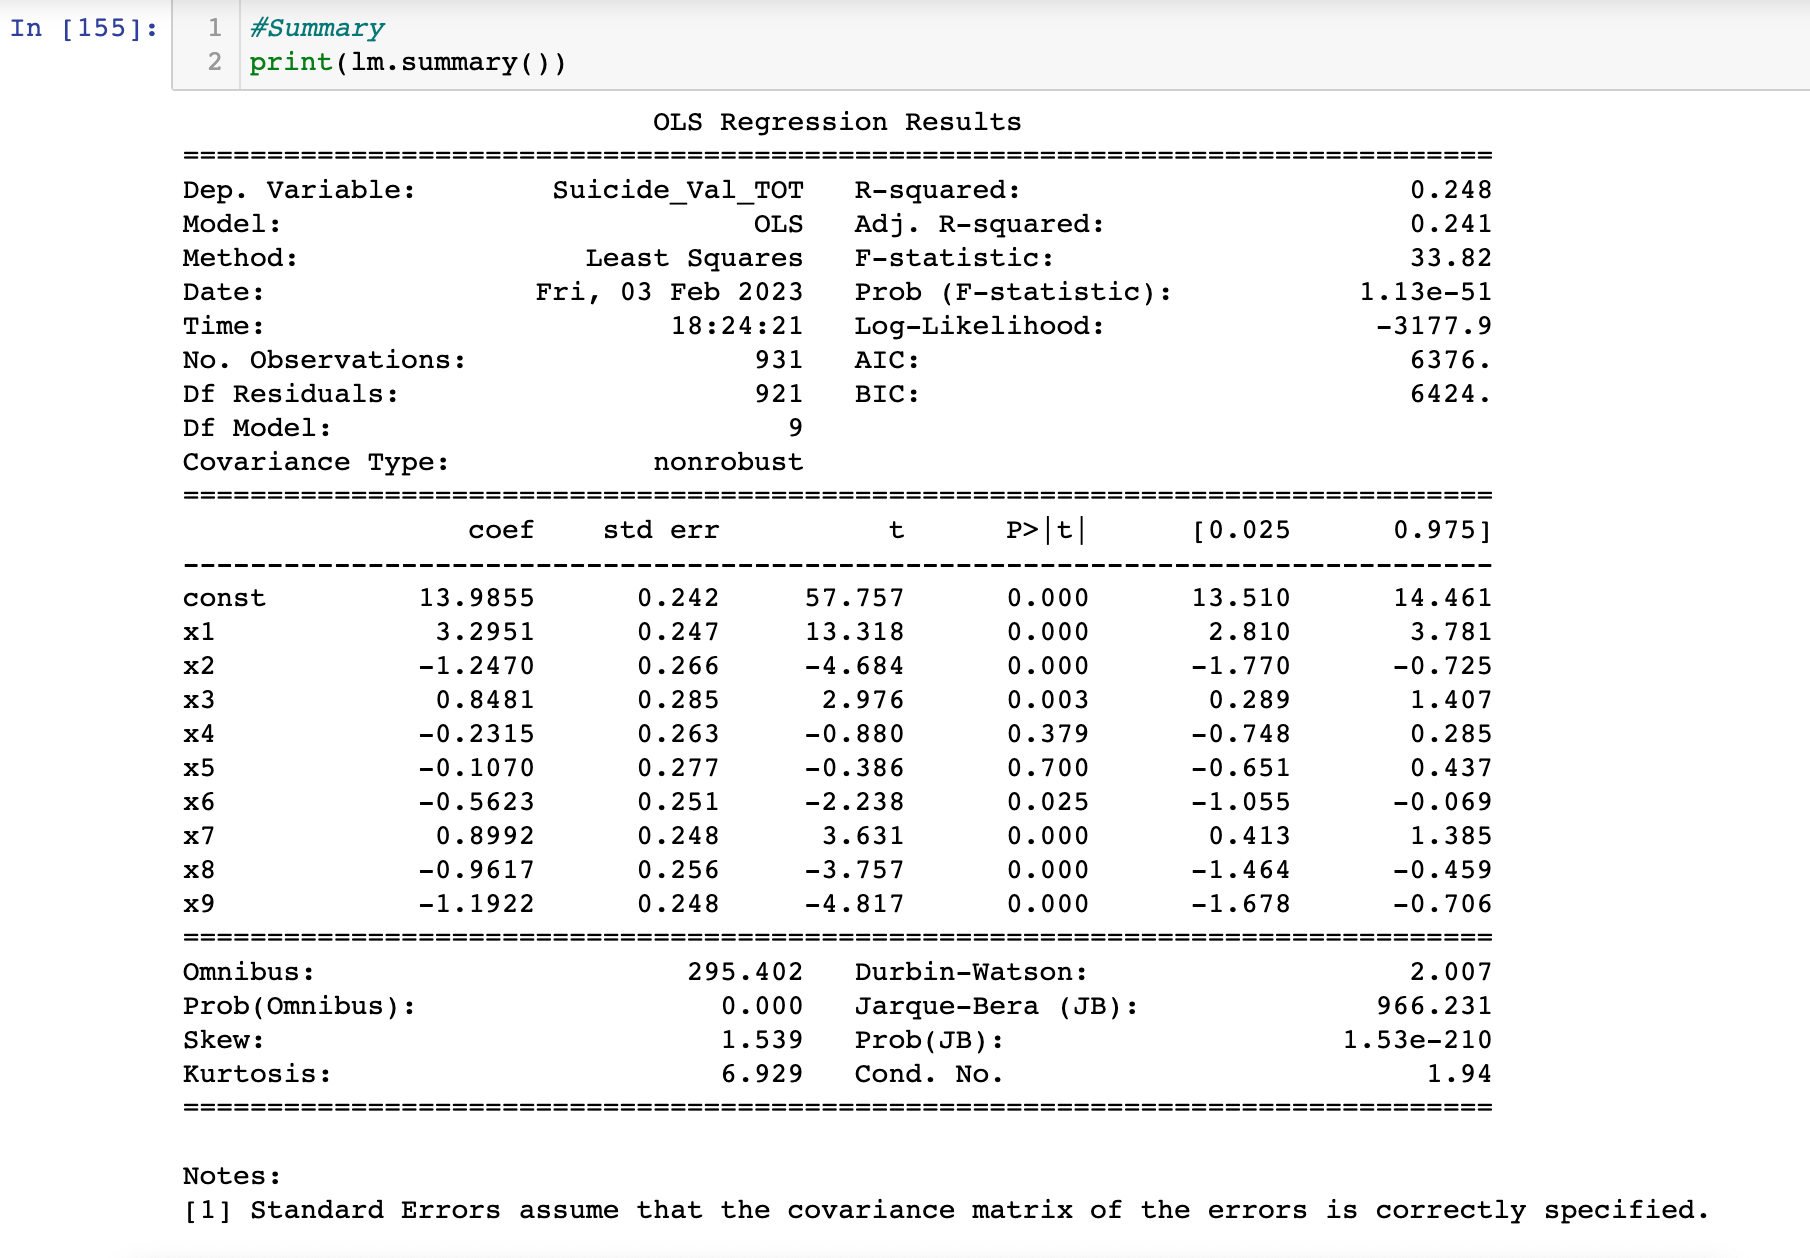 In [155]:
1 #Summary
2 print(lm.summary())
OLS Regression Results
==============================================================================
Dep. Variable: Suicide_Val_TOT R-squared: 0.248
Model: OLS Adj. R-squared: 0.241
Method: Least Squares F-statistic: 33.82
Date: Fri, 03 Feb 2023 Prob (F-statistic): 1.13e-51
Time: 18:24:21 Log-Likelihood: -3177.9
No. Observations: 931 AIC: 6376.
Df Residuals: 921 BIC: 6424.
Df Model: 9
Covariance Type: nonrobust
==============================================================================
coef std err t P>|t| [0.025 0.975]
------------------------------------------------------------------------------
const 13.9855 0.242 57.757 0.000 13.510 14.461
x1 3.2951 0.247 13.318 0.000 2.810 3.781
x2 -1.2470 0.266 -4.684 0.000 -1.770 -0.725
x3 0.8481 0.285 2.976 0.003 0.289 1.407
x4 -0.2315 0.263 -0.880 0.379 -0.748 0.285
x5 -0.1070 0.277 -0.386 0.700 -0.651 0.437
x6 -0.5623 0.251 -2.238 0.025 -1.055 -0.069
x7 0.8992 0.248 3.631 0.000 0.413 1.385
x8 -0.9617 0.256 -3.757 0.000 -1.464 -0.459
x9 -1.1922 0.248 -4.817 0.000 -1.678 -0.706
==============================================================================
Omnibus: 295.402 Durbin-Watson: 2.007
Prob(Omnibus): 0.000 Jarque-Bera (JB): 966.231
Skew: 1.539 Prob(JB): 1.53e-210
Kurtosis: 6.929 Cond. No. 1.94
==============================================================================
Notes:
[1] Standard Errors assume that the covariance matrix of the errors is correctly specified.